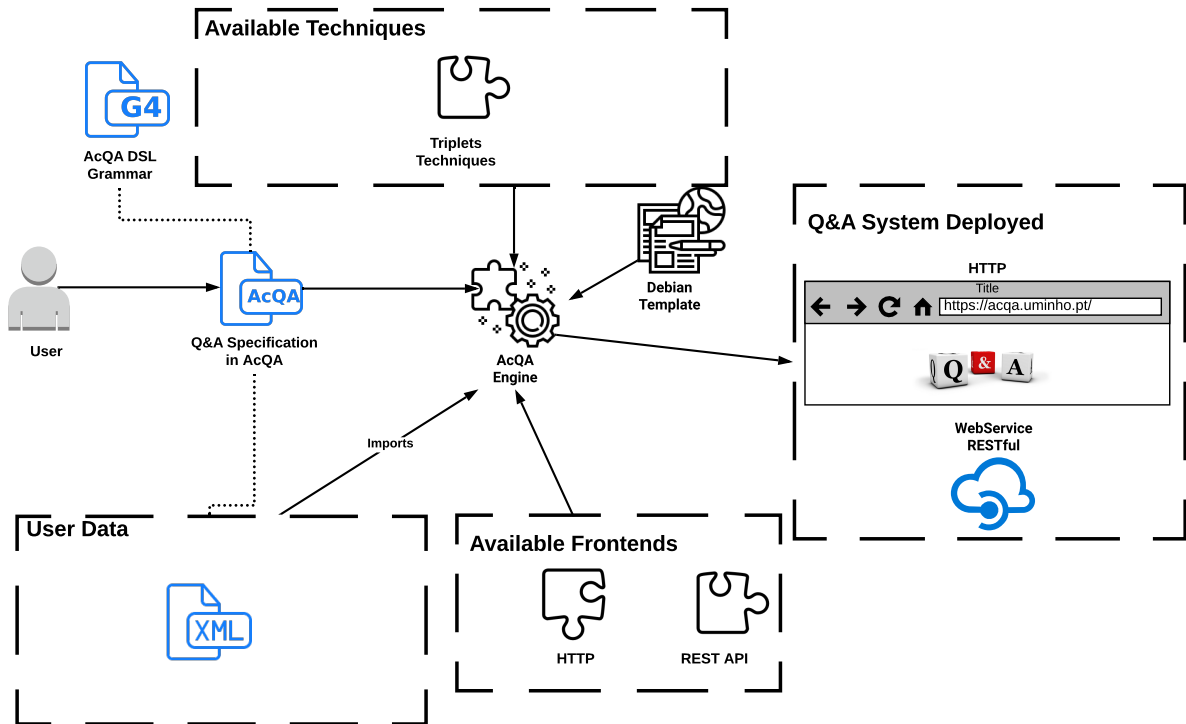 Available Techniques
G4
Triplets
Techniques
AcQA DSL
Grammar
Q&A System Deployed
HTTP
Title
https://acqa.uminho.pt/
Q & A
WebService
RESTful
Debian
Template
AcQA
User
Q&A Specification
in AcQA
AcQA
Engine
Imports
User Data
XML
Available Frontends
HTTP
REST API